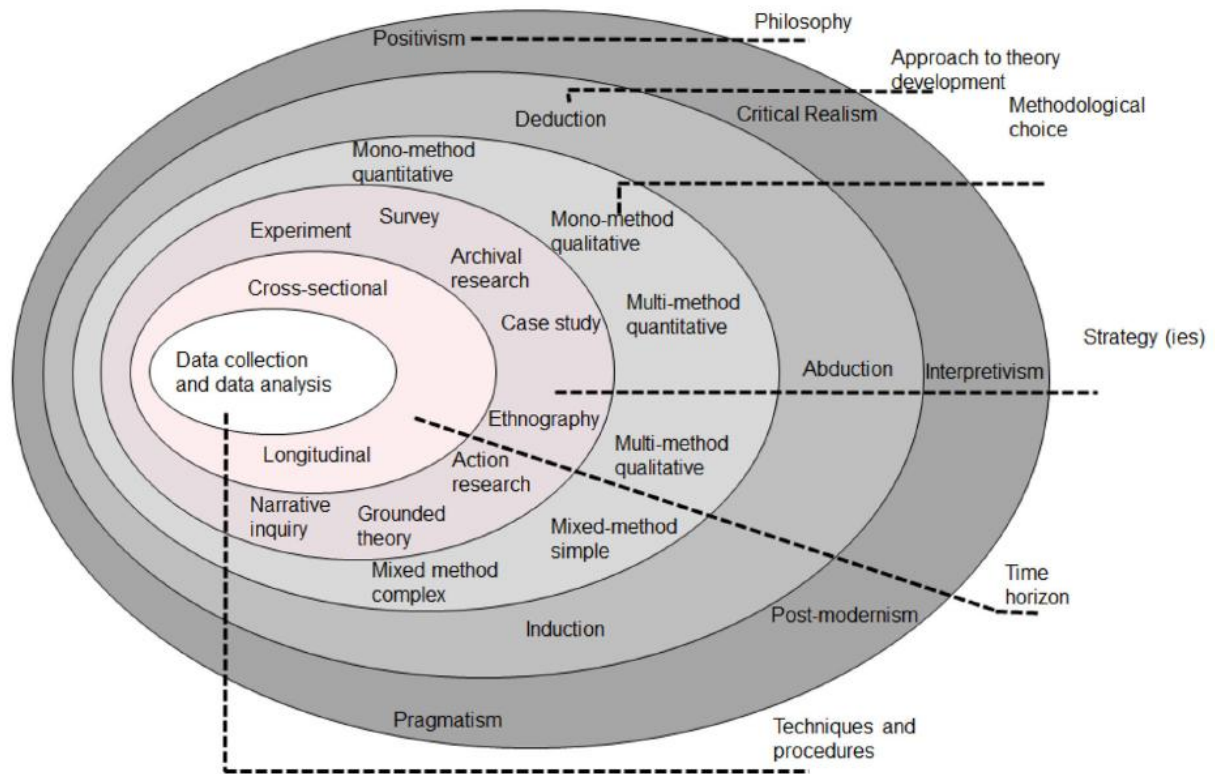 Philosophy
Positivism
Approach to theory
development
Methodological
choice
Critical Realism
Deduction
Mono-method
quantitative
Survey
Mono-method
qualitative
Experiment
Archival
research
Cross-sectional
Multi-method
quantitative
Case study
Strategy (ies)
Data collection
and data analysis
Abduction
Interpretivism
Ethnography
Multi-method
qualitative
Longitudinal
Action
research
Narrative
inquiry
Grounded
theory
Mixed-method
simple
Mixed method
complex
Time
horizon
Post-modernism
Induction
Pragmatism
Techniques and
procedures